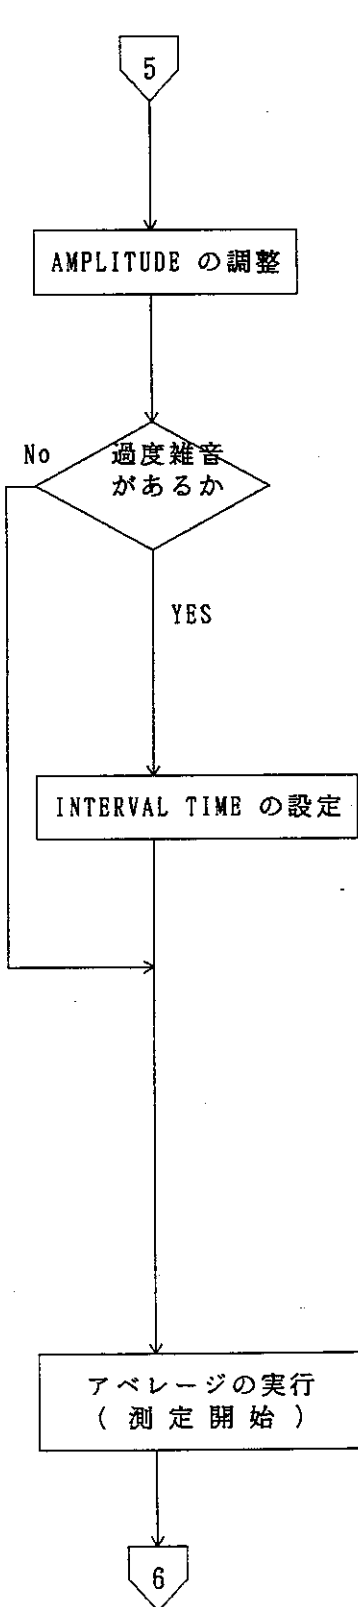 5
AMPLITUDE の調整
No
過度雑音
があるか
YES
INTERVAL TIME の設定
アベレージの実行
( 測 定 開 始 )
6